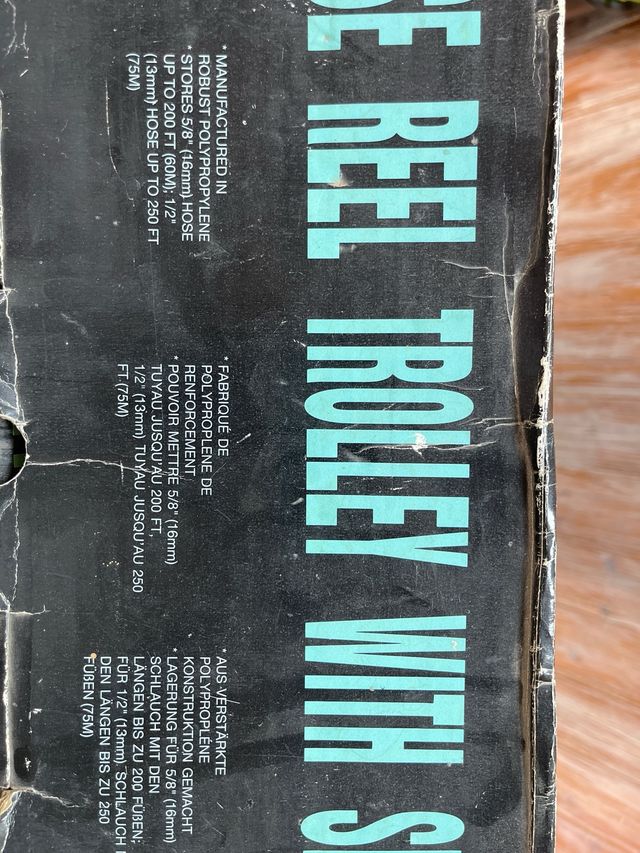 SE REEL TROLLEY WITH S
* MANUFACTURED IN
ROBUST POLYPROPYLENE
* STORES 5/8" (16mm) HOSE
UP TO 200 FT (60M); 1/2"
(13mm) HOSE UP TO 250 FT
(75M)
* FABRIQUÉ DE
POLYPROPLENE DE
RENFORCEMENT
* POUVOIR METTRE 5/8" (16mm)
TUYAU JUSQU'AU 200 FT,
1/2" (13mm) TUYAU JUSQU'AU 250
FT (75M)
* AUS-VERSTÄRKTE
POLYPROPLENE
KONSTRUKTION GEMACHT
* LAGERUNG FÜR 5/8" (16mm)
SCHLAUCH MIT DEN
LÄNGEN BIS ZU 200 FÜßEN;
FÜR 1/2" (13mm) SCHLAUCH
DEN LÄNGEN BIS ZU 250
FÜßEN (75M)